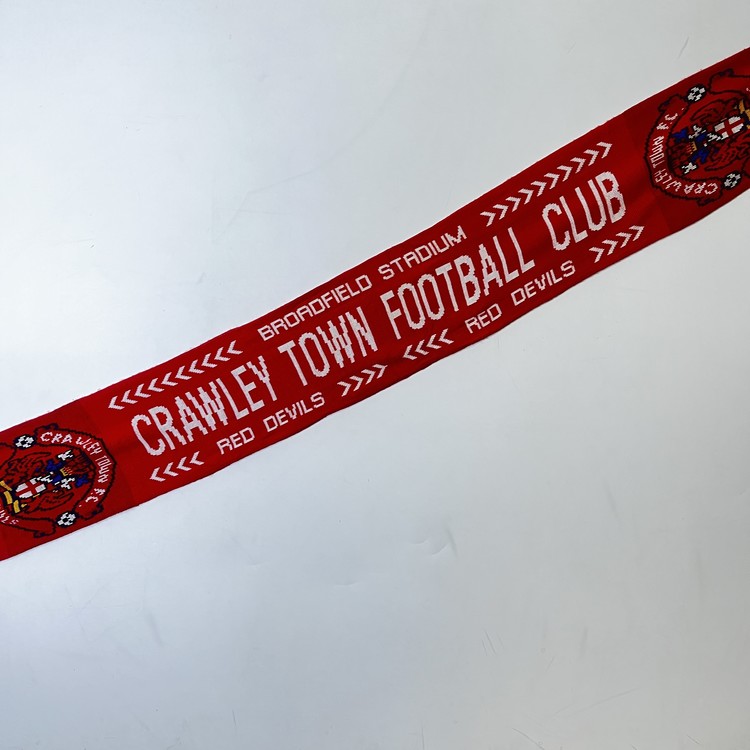 BROADFIELD STADIUM
CRAWLEY TOWN FOOTBALL CLUB
RED DEVILS RED DEVILS
CRAWLEY TOWN F.C.
CRAWLEY TOWN F.C.